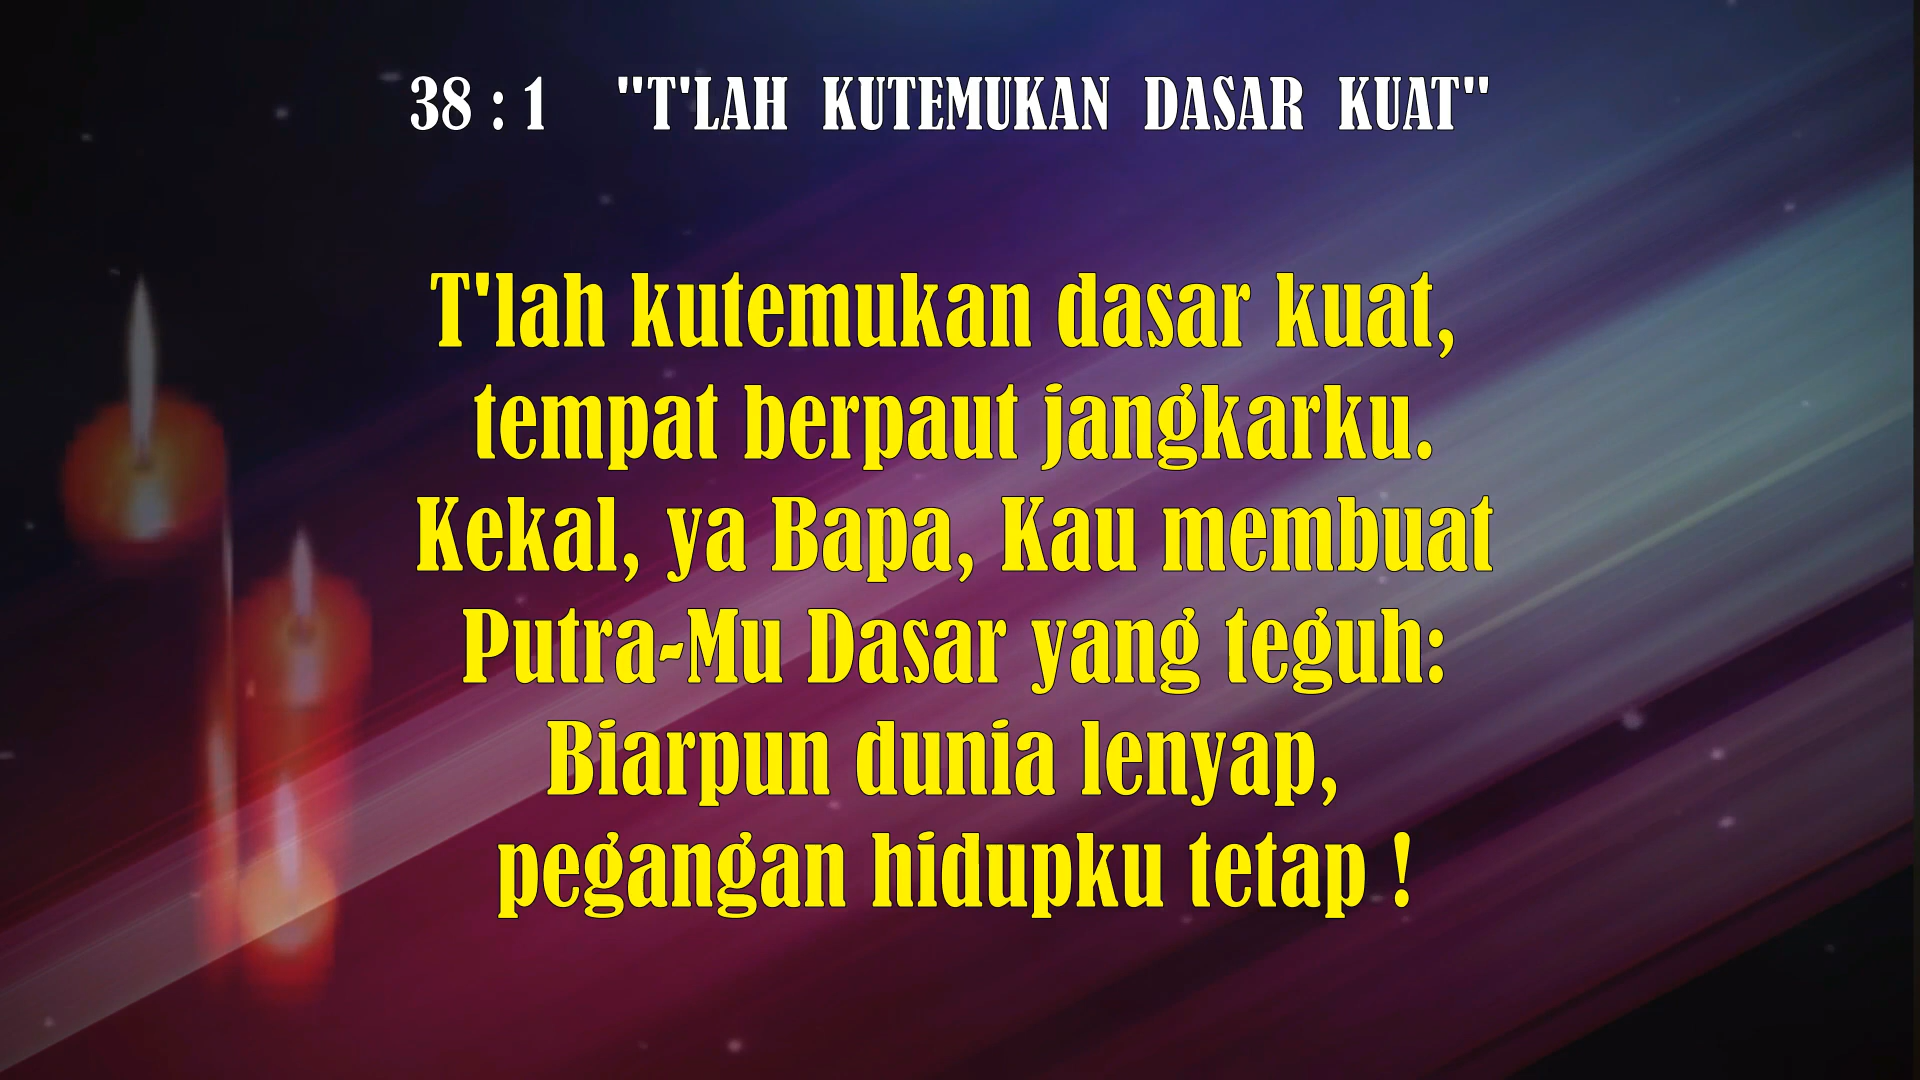 38 : 1 "T'LAH KUTEMUKAN DASAR KUAT"
T'lah kutemukan dasar kuat,
tempat berpaut jangkarku.
Kekal, ya Bapa, Kau membuat
Putra-Mu Dasar yang teguh:
Biarpun dunia lenyap,
pegangan hidupku tetap !